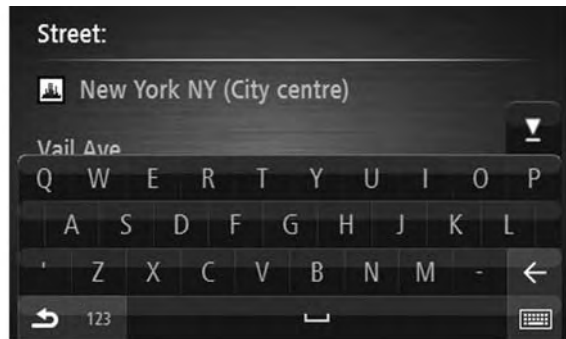 Street:
New York NY (City centre)
Vail Ave
Q W E R T Y U I O P
A S D F G H J K L
' Z X C V B N M -
123